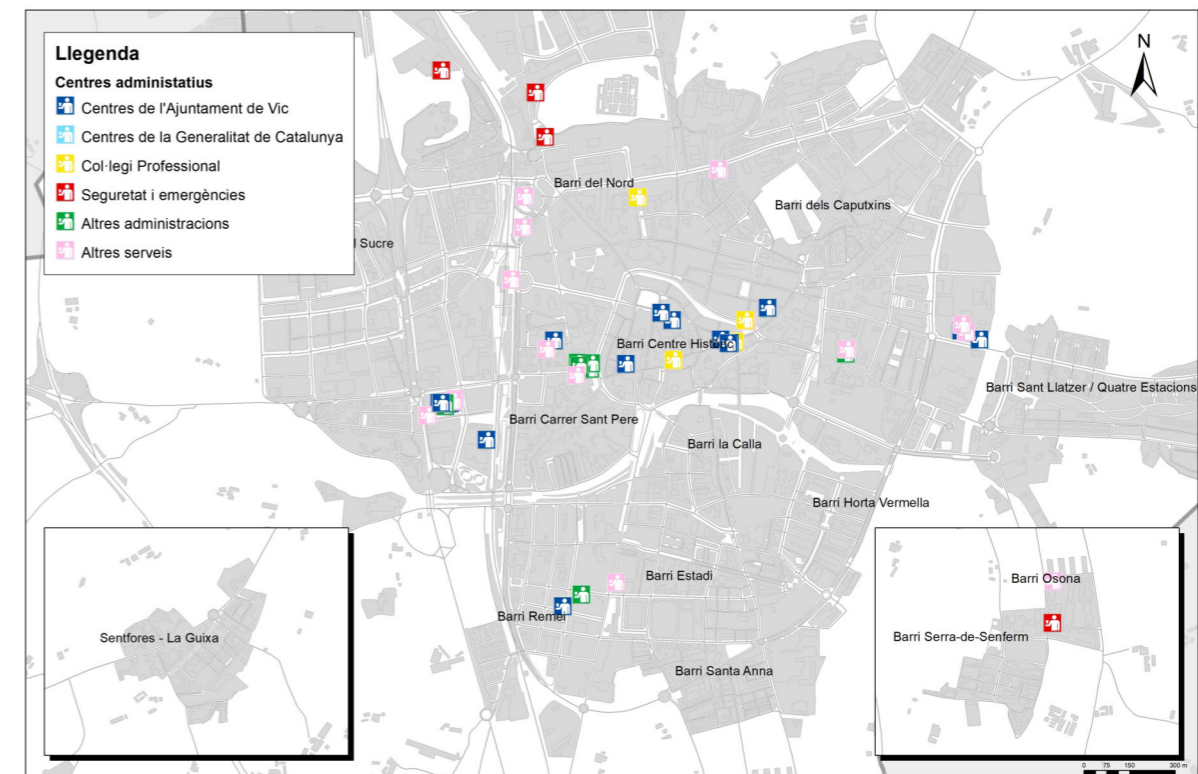 Llegenda
Centres administatius
Centres de l'Ajuntament de Vic
Centres de la Generalitat de Catalunya
Col·legi Professional
Seguretat i emergències
Altres administracions
Altres serveis
N
Barri del Nord
Barri dels Caputxins
Sucre
Barri Centre Històric
Barri Sant Llatzer / Quatre Estacions
Barri Carrer Sant Pere
Barri la Calla
Barri Horta Vermella
Barri Estadi
Barri Remei
Barri Santa Anna
Sentfores - La Guixa
Barri Osona
Barri Serra-de-Senferm
0 75 150 300 m